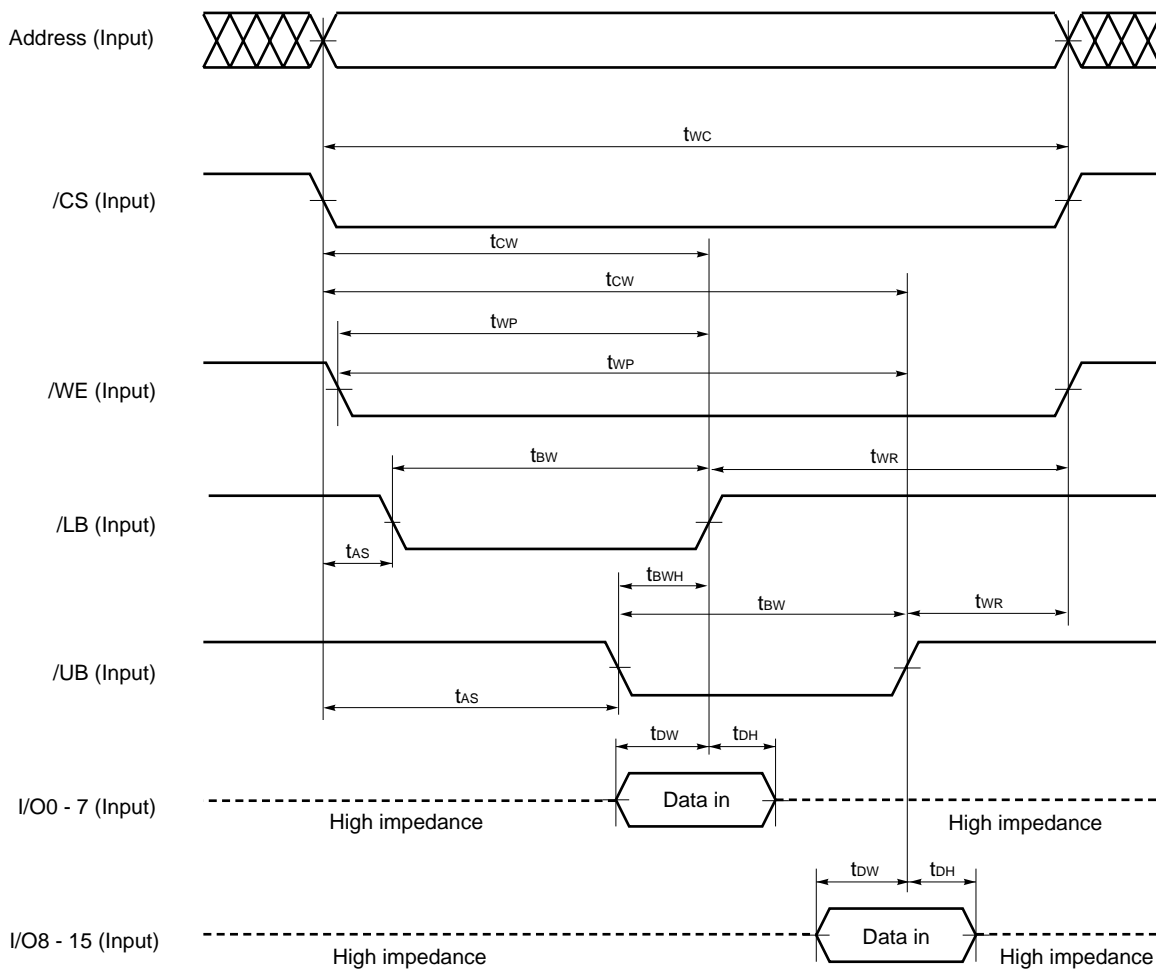 Address (Input)
tWC
/CS (Input)
tCW
tCW
tWP
tWP
/WE (Input)
tBW
tWR
/LB (Input)
tAS
tBWH
tBW
tWR
/UB (Input)
tAS
tDW
tDH
I/O0 - 7 (Input)
Data in
High impedance
High impedance
tDW
tDH
I/O8 - 15 (Input)
Data in
High impedance
High impedance